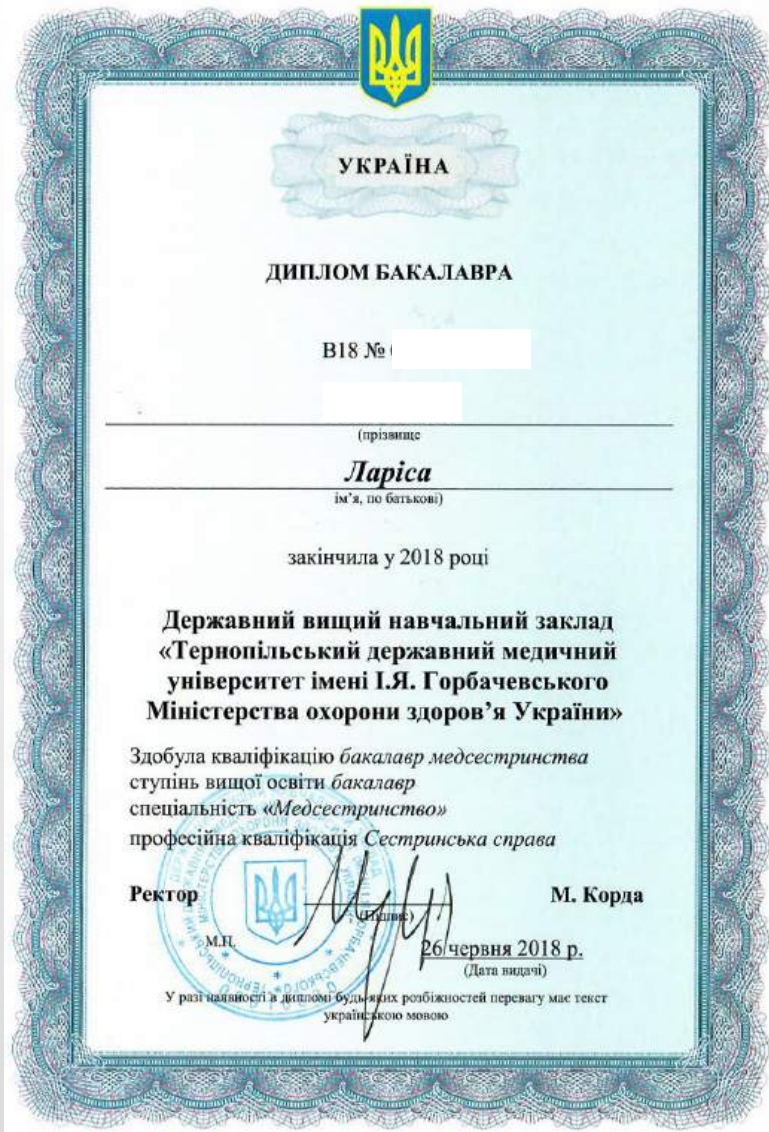 УКРАЇНА
ДИПЛОМ БАКАЛАВРА
В18 №
(прізвище
Ларіса
ім’я, по батькові)
закінчила у 2018 році
Державний вищий навчальний заклад
«Тернопільський державний медичний
університет імені І.Я. Горбачевського
Міністерства охорони здоров’я України»
Здобула кваліфікацію бакалавр медсестринства
ступінь вищої освіти бакалавр
спеціальність «Медсестринство»
професійна кваліфікація Сестринська справа
Ректор М. Корда
(Підпис)
М.П.
26 червня 2018 р.
(Дата видачі)
У разі наявності в дипломі будь-яких розбіжностей перевагу має текст
українською мовою